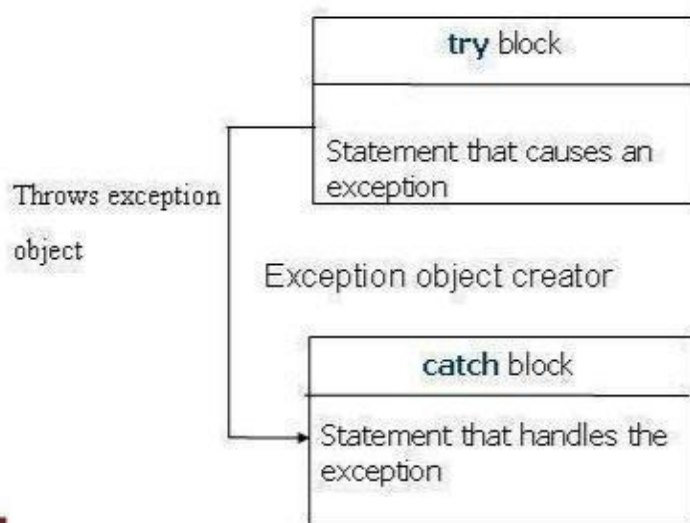 try block
Statement that causes an
exception
Throws exception
object
Exception object creator
catch block
Statement that handles the
exception